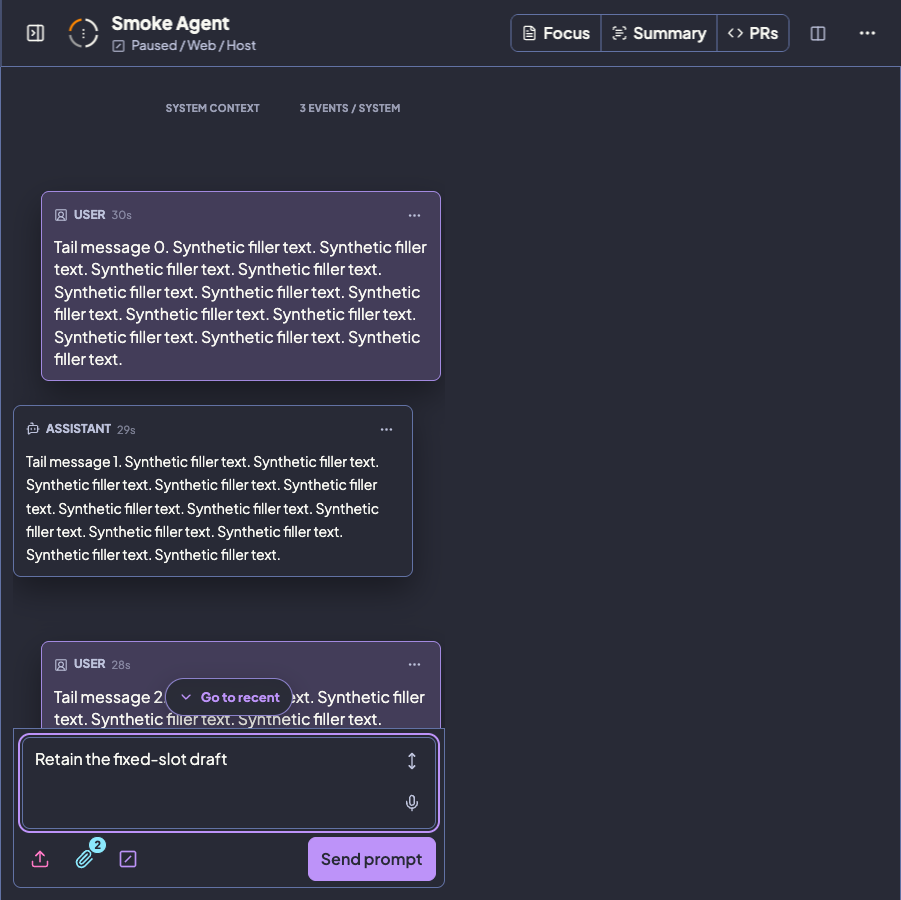 Smoke Agent
Paused / Web / Host
Focus
Summary
PRs
SYSTEM CONTEXT
3 EVENTS / SYSTEM
USER 30s
Tail message 0. Synthetic filler text. Synthetic filler
text. Synthetic filler text. Synthetic filler text.
Synthetic filler text. Synthetic filler text. Synthetic
filler text. Synthetic filler text. Synthetic filler text.
Synthetic filler text. Synthetic filler text. Synthetic
filler text.
ASSISTANT 29s
Tail message 1. Synthetic filler text. Synthetic filler text.
Synthetic filler text. Synthetic filler text. Synthetic filler
text. Synthetic filler text. Synthetic filler text. Synthetic
filler text. Synthetic filler text. Synthetic filler text.
Synthetic filler text. Synthetic filler text.
USER 28s
Tail message 2. Synthetic filler
text. Synthetic filler text. Synthetic filler text.
Go to recent
Retain the fixed-slot draft
2
Send prompt